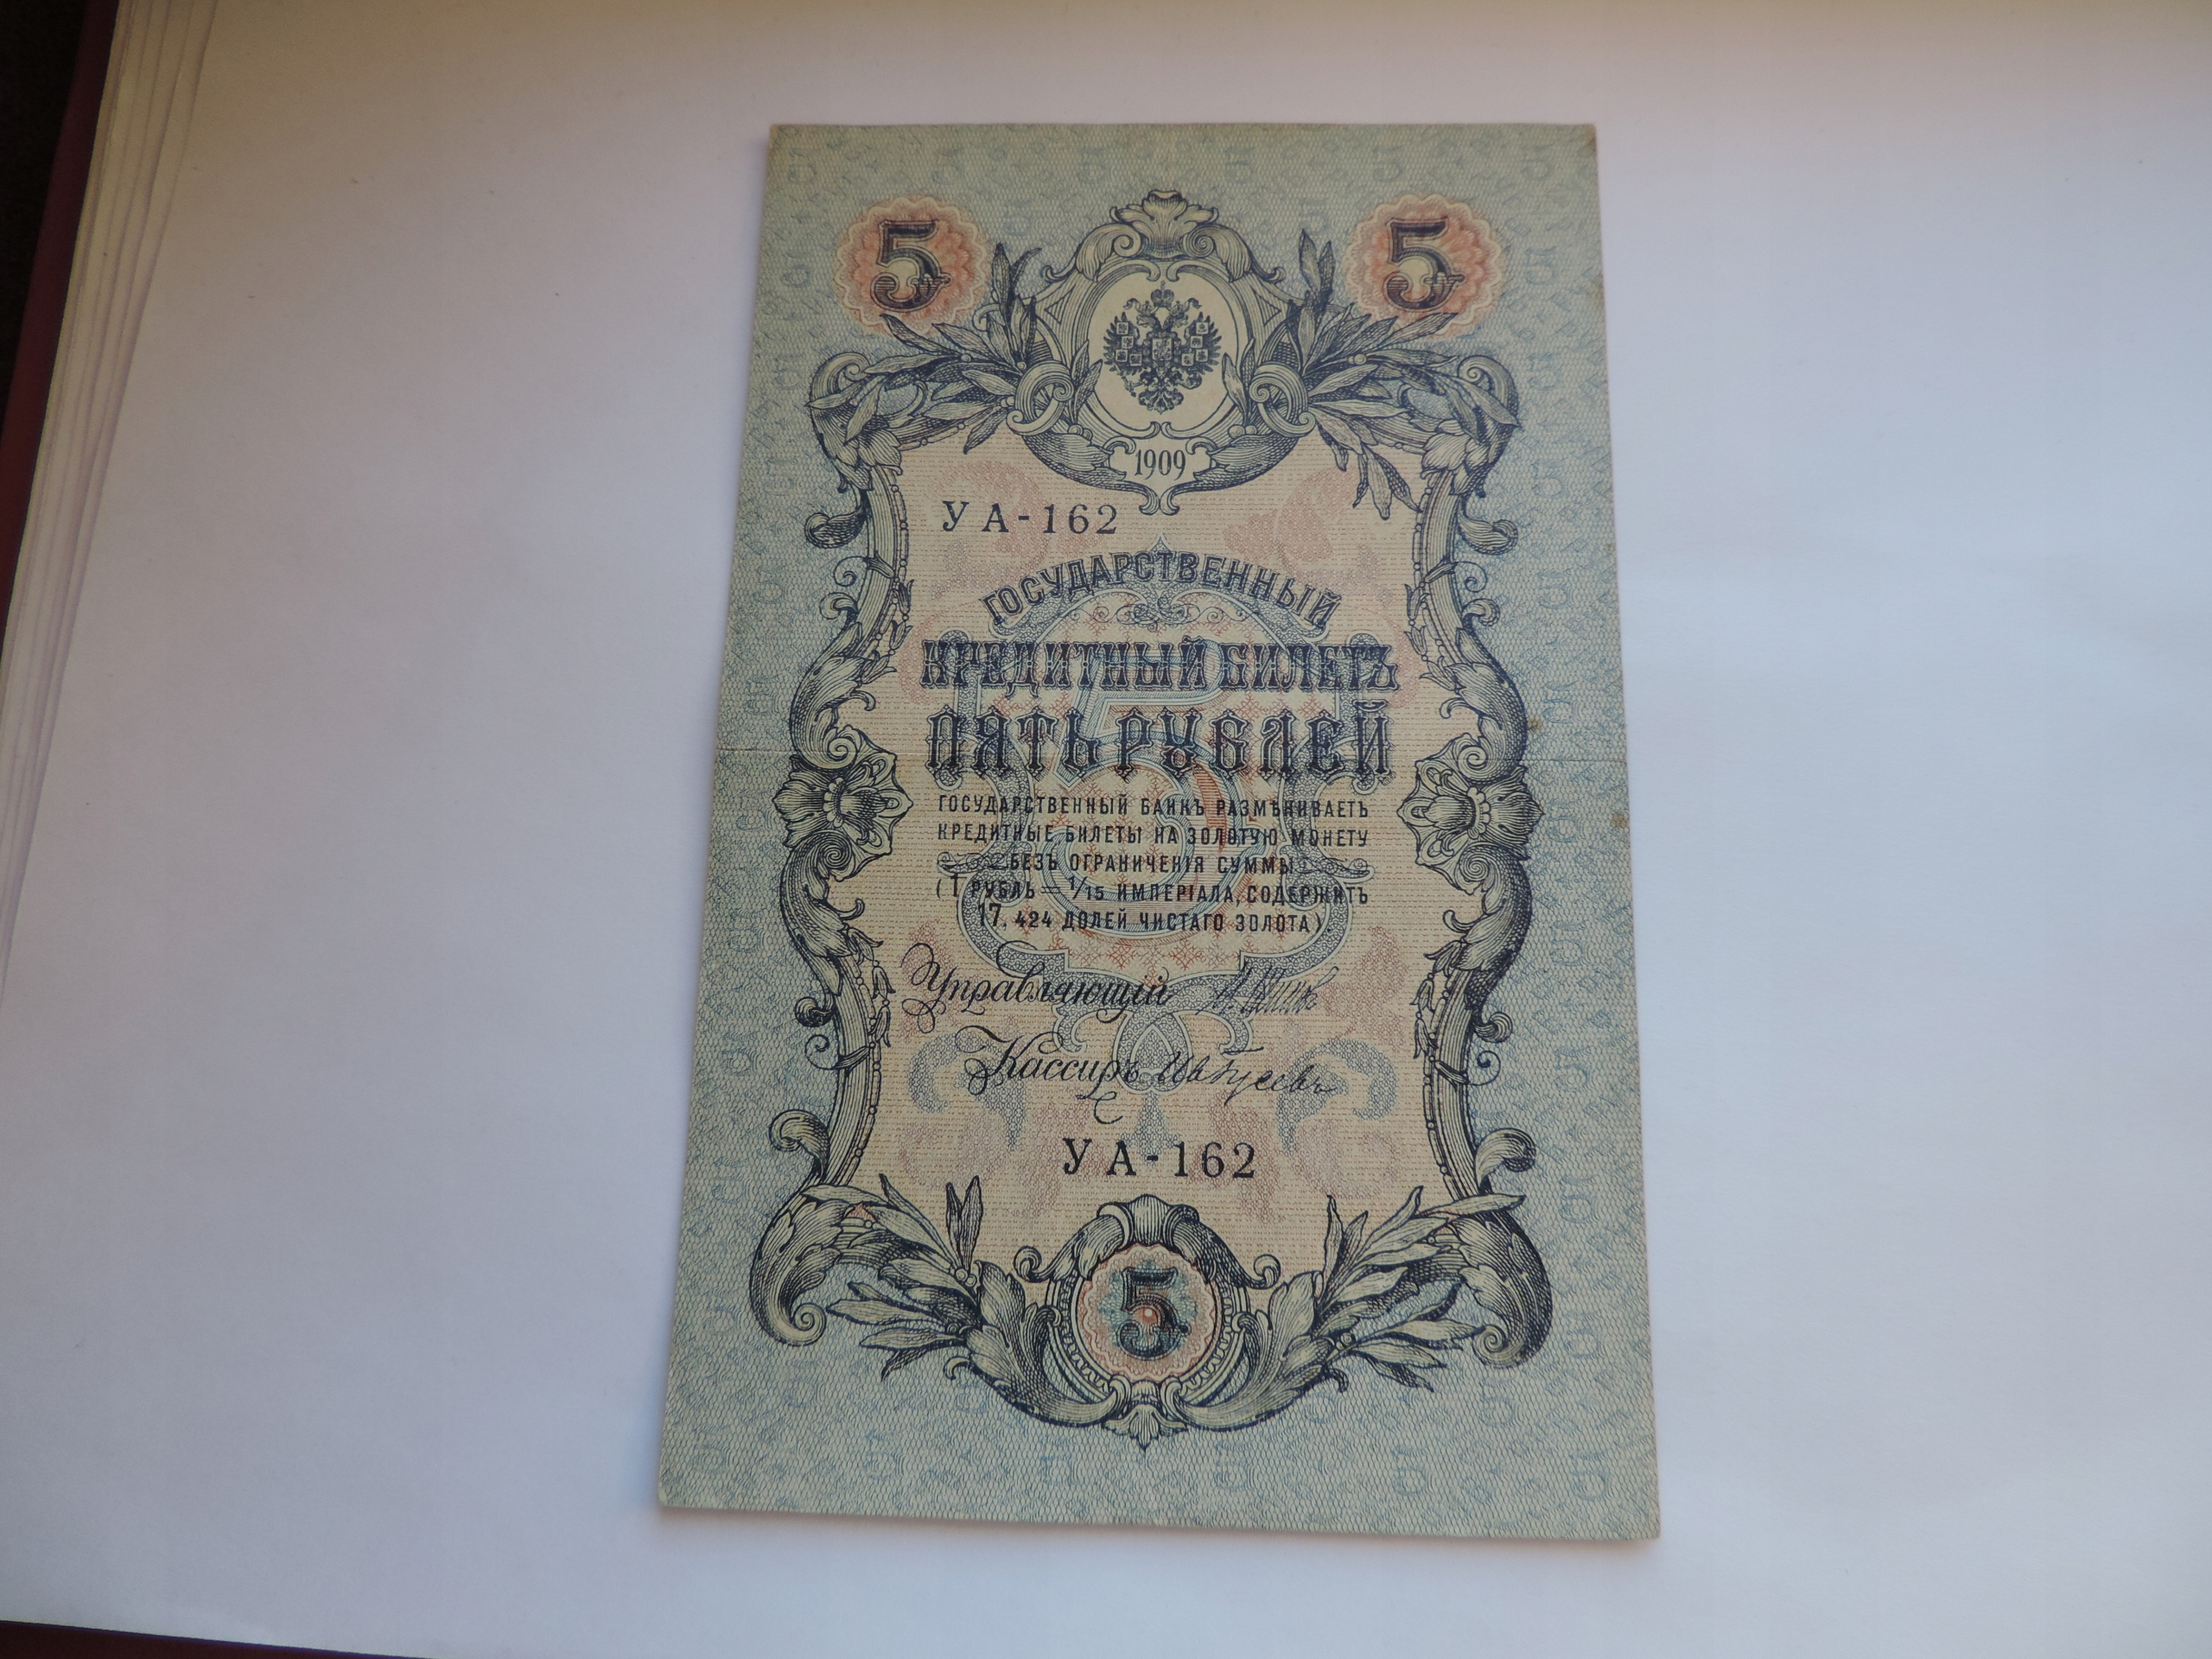 5 5
1909
УА-162
ГОСУДАРСТВЕННЫЙ
КРЕДИТНЫЙ БИЛЕТЪ
ПЯТЬ РУБЛЕЙ
ГОСУДАРСТВЕННЫЙ БАНКЪ РАЗМѢНИВАЕТЪ
КРЕДИТНЫЕ БИЛЕТЫ НА ЗОЛОТУЮ МОНЕТУ
БЕЗЪ ОГРАНИЧЕНІЯ СУММЫ
(1 РУБЛЬ = 1/15 ИМПЕРІАЛА, СОДЕРЖИТЪ
17.424 ДОЛЕЙ ЧИСТАГО ЗОЛОТА).
Управляющій
Кассиръ
УА-162
5